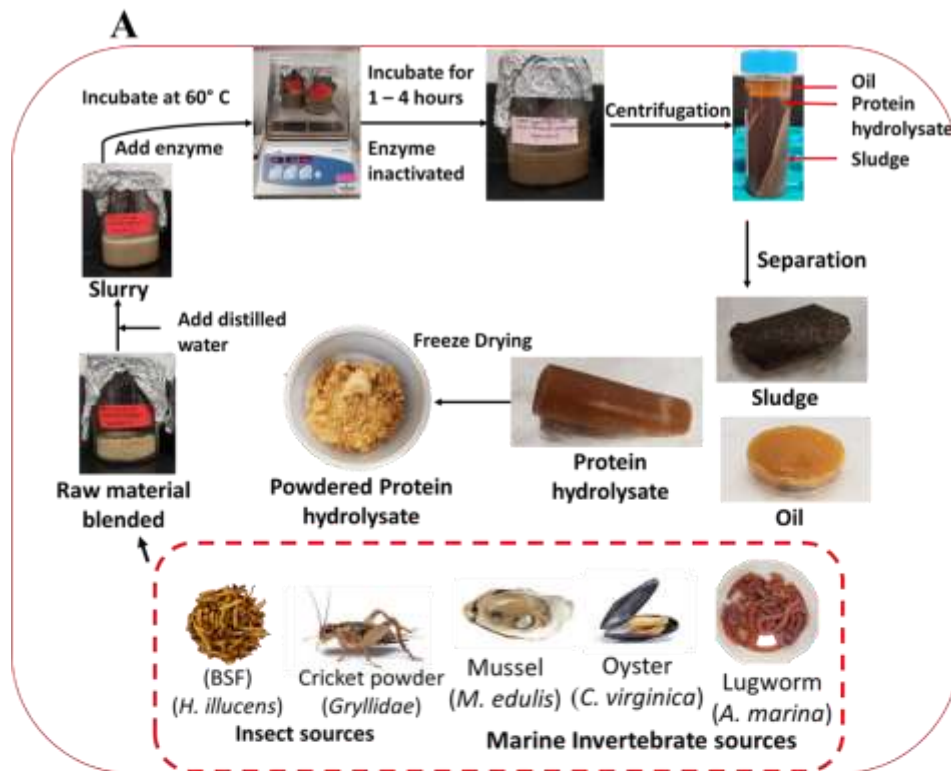 A
Incubate at 60° C
Add enzyme
Incubate for
1 – 4 hours
Enzyme
inactivated
Centrifugation
Oil
Protein
hydrolysate
Sludge
Slurry
Separation
Add distilled
water
Freeze Drying
Sludge
Raw material
blended
Powdered Protein
hydrolysate
Protein
hydrolysate
Oil
(BSF)
(H. illucens)
Cricket powder
(Gryllidae)
Mussel
(M. edulis)
Oyster
(C. virginica)
Lugworm
(A. marina)
Insect sources
Marine Invertebrate sources